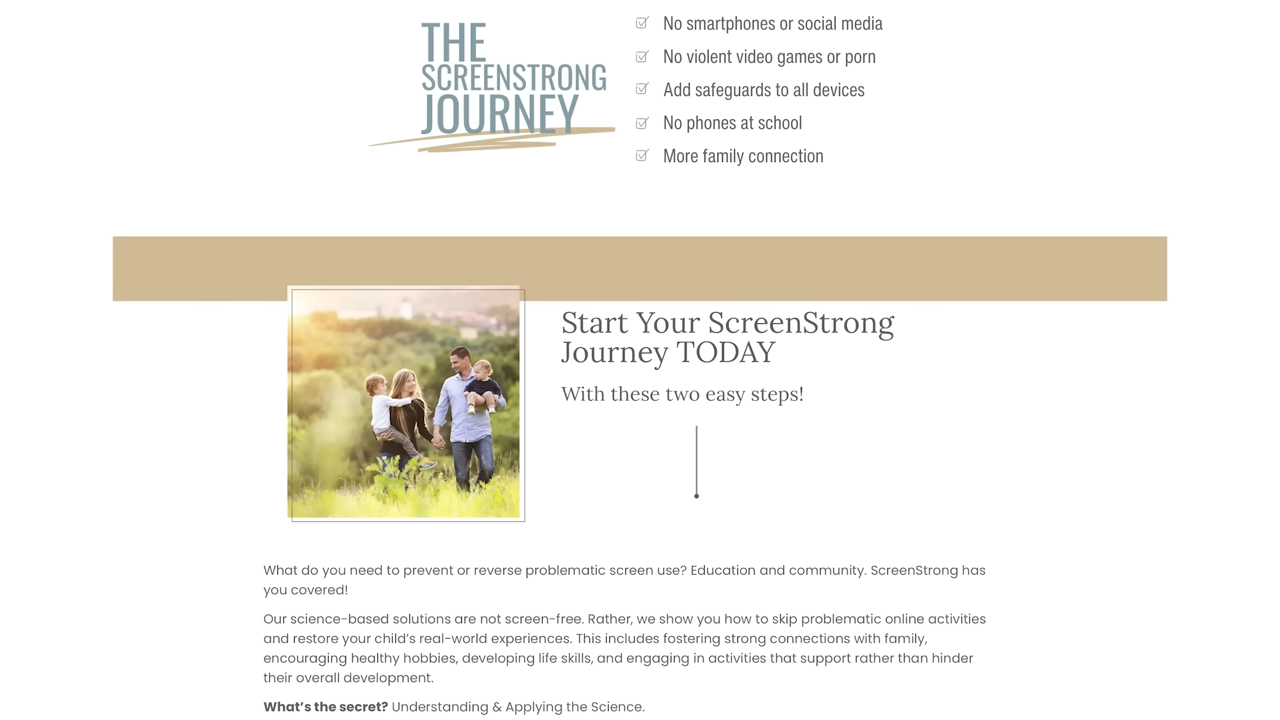 THE
SCREENSTRONG
JOURNEY
No smartphones or social media
No violent video games or porn
Add safeguards to all devices
No phones at school
More family connection
Start Your ScreenStrong
Journey TODAY
With these two easy steps!
What do you need to prevent or reverse problematic screen use? Education and community. ScreenStrong has
you covered!
Our science-based solutions are not screen-free. Rather, we show you how to skip problematic online activities
and restore your child’s real-world experiences. This includes fostering strong connections with family,
encouraging healthy hobbies, developing life skills, and engaging in activities that support rather than hinder
their overall development.
What’s the secret? Understanding & Applying the Science.